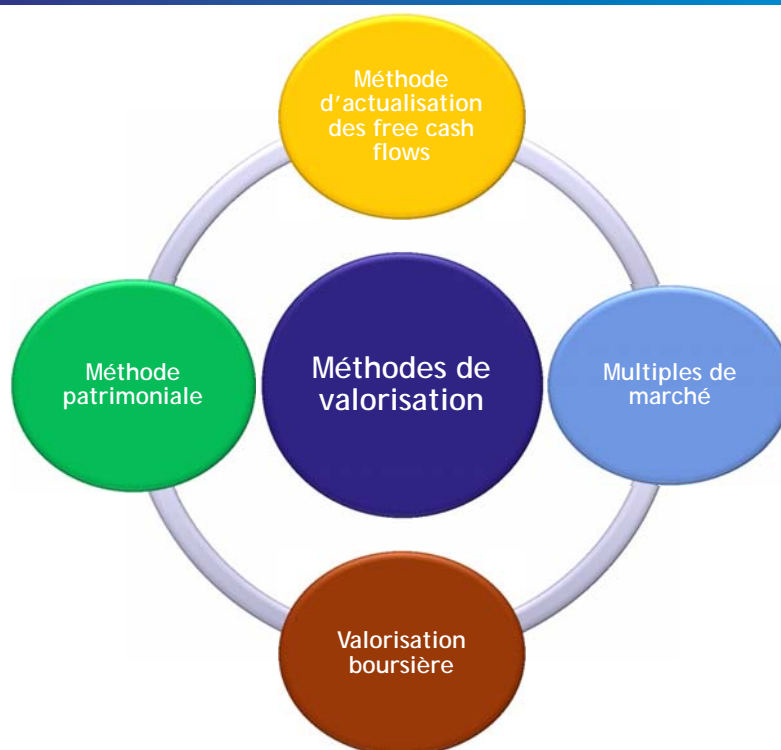 Méthode
d'actualisation
des free cash
flows
Méthode
patrimoniale
Méthodes de
valorisation
Multiples de
marché
Valorisation
boursière